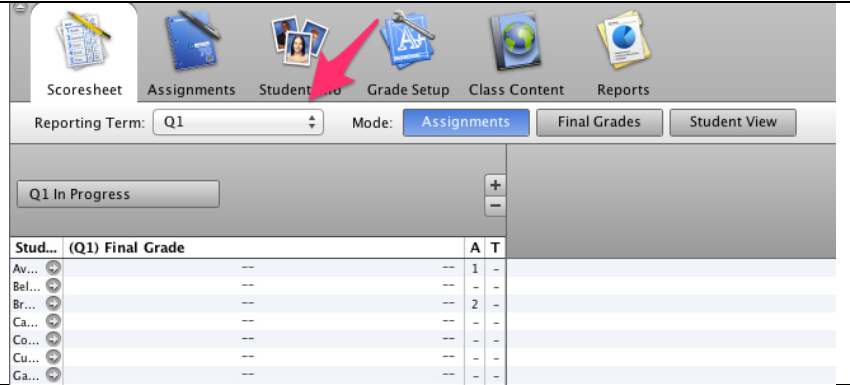 Scoresheet Assignments Student Info Grade Setup Class Content Reports
Reporting Term: Q1 Mode: Assignments Final Grades Student View
+
Q1 In Progress
−
Stud... (Q1) Final Grade A T
Av... -- -- 1 -
Bel... -- -- - -
Br... -- -- 2 -
Ca... -- -- - -
Co... -- -- - -
Cu... -- -- - -
Ga... -- -- - -